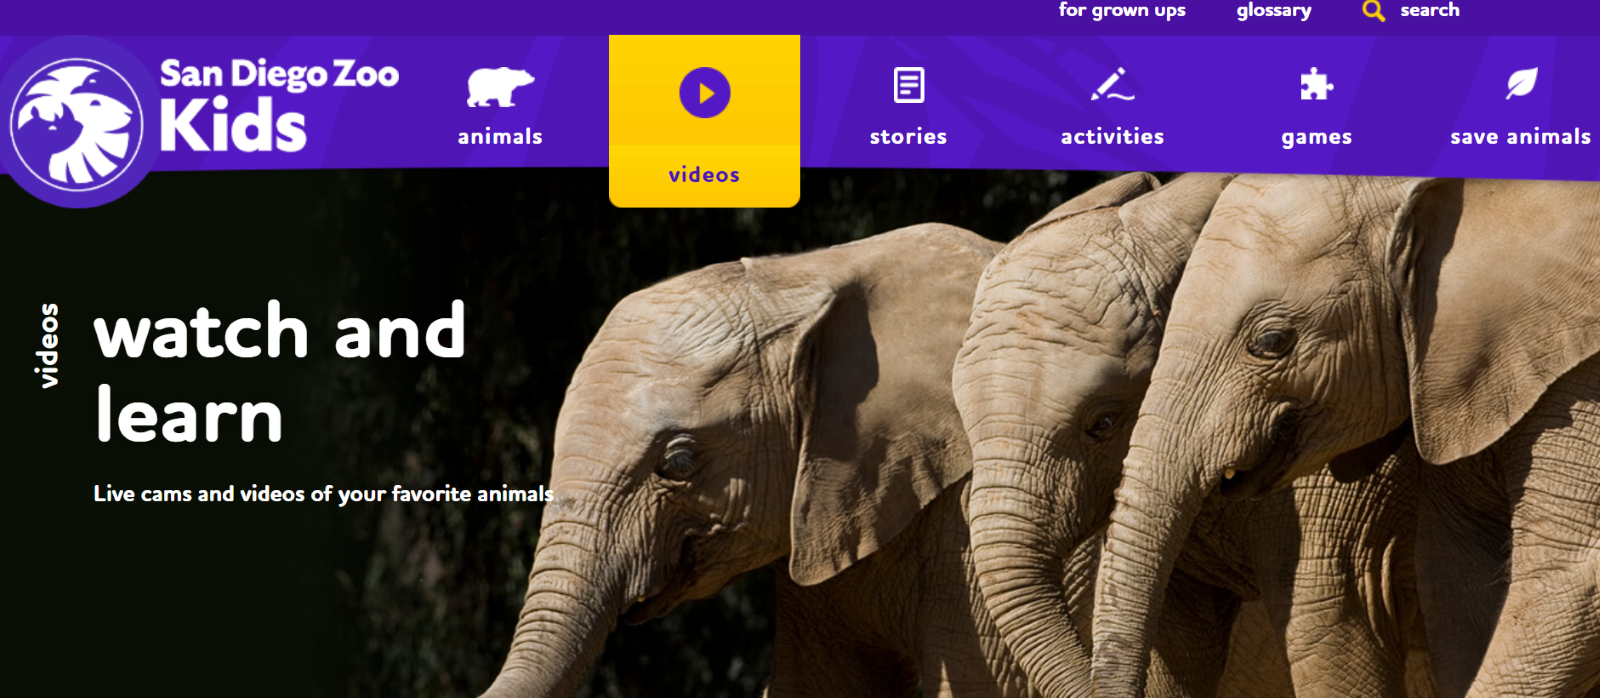 for grown ups
glossary
search
San Diego Zoo
Kids
animals
videos
stories
activities
games
save animals
videos
watch and
learn
Live cams and videos of your favorite animals